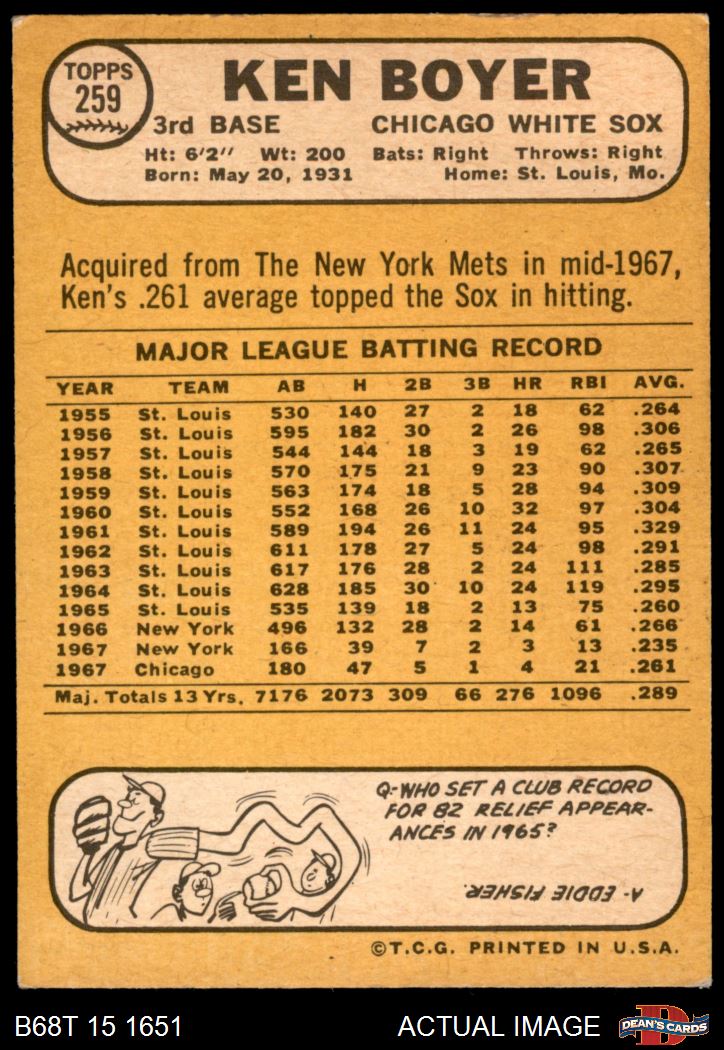 TOPPS
259
KEN BOYER
3rd BASE CHICAGO WHITE SOX
Ht: 6'2" Wt: 200 Bats: Right Throws: Right
Born: May 20, 1931 Home: St. Louis, Mo.
Acquired from The New York Mets in mid-1967,
Ken's .261 average topped the Sox in hitting.
MAJOR LEAGUE BATTING RECORD
YEAR TEAM AB H 2B 3B HR RBI AVG.
1955 St. Louis 530 140 27 2 18 62 .264
1956 St. Louis 595 182 30 2 26 98 .306
1957 St. Louis 544 144 18 3 19 62 .265
1958 St. Louis 570 175 21 9 23 90 .307
1959 St. Louis 563 174 18 5 28 94 .309
1960 St. Louis 552 168 26 10 32 97 .304
1961 St. Louis 589 194 26 11 24 95 .329
1962 St. Louis 611 178 27 5 24 98 .291
1963 St. Louis 617 176 28 2 24 111 .285
1964 St. Louis 628 185 30 10 24 119 .295
1965 St. Louis 535 139 18 2 13 75 .260
1966 New York 496 132 28 2 14 61 .266
1967 New York 166 39 7 2 3 13 .235
1967 Chicago 180 47 5 1 4 21 .261
Maj. Totals 13 Yrs. 7176 2073 309 66 276 1096 .289
Q-WHO SET A CLUB RECORD
FOR 82 RELIEF APPEAR-
ANCES IN 1965?
A- EDDIE FISHER.
©T.C.G. PRINTED IN U.S.A.
B68T 15 1651 ACTUAL IMAGE
D
DEAN'S CARDS